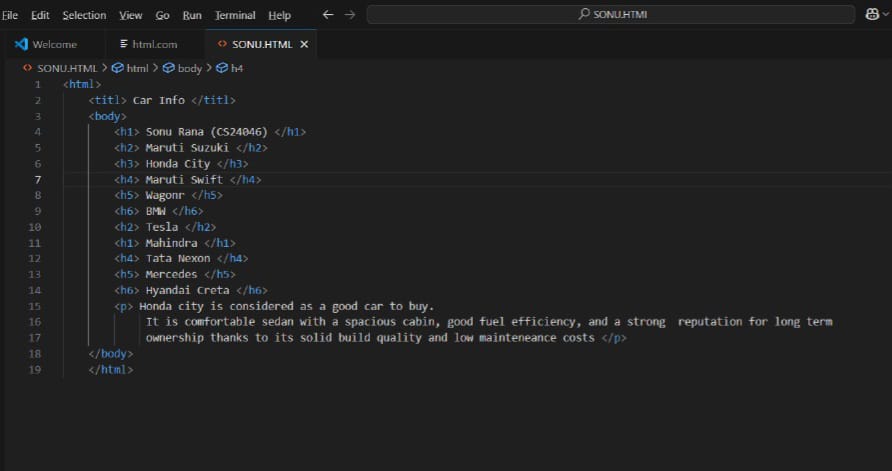 File Edit Selection View Go Run Terminal Help ← → SONU.HTMl
Welcome html.com <> SONU.HTML ×
<> SONU.HTML > html > body > h4
1 <html>
2 <titl> Car Info </titl>
3 <body>
4 <h1> Sonu Rana (CS24046) </h1>
5 <h2> Maruti Suzuki </h2>
6 <h3> Honda City </h3>
7 <h4> Maruti Swift </h4>
8 <h5> Wagonr </h5>
9 <h6> BMW </h6>
10 <h2> Tesla </h2>
11 <h1> Mahindra </h1>
12 <h4> Tata Nexon </h4>
13 <h5> Mercedes </h5>
14 <h6> Hyandai Creta </h6>
15 <p> Honda city is considered as a good car to buy.
16 It is comfortable sedan with a spacious cabin, good fuel efficiency, and a strong  reputation for long term
17 ownership thanks to its solid build quality and low mainteneance costs </p>
18 </body>
19 </html>